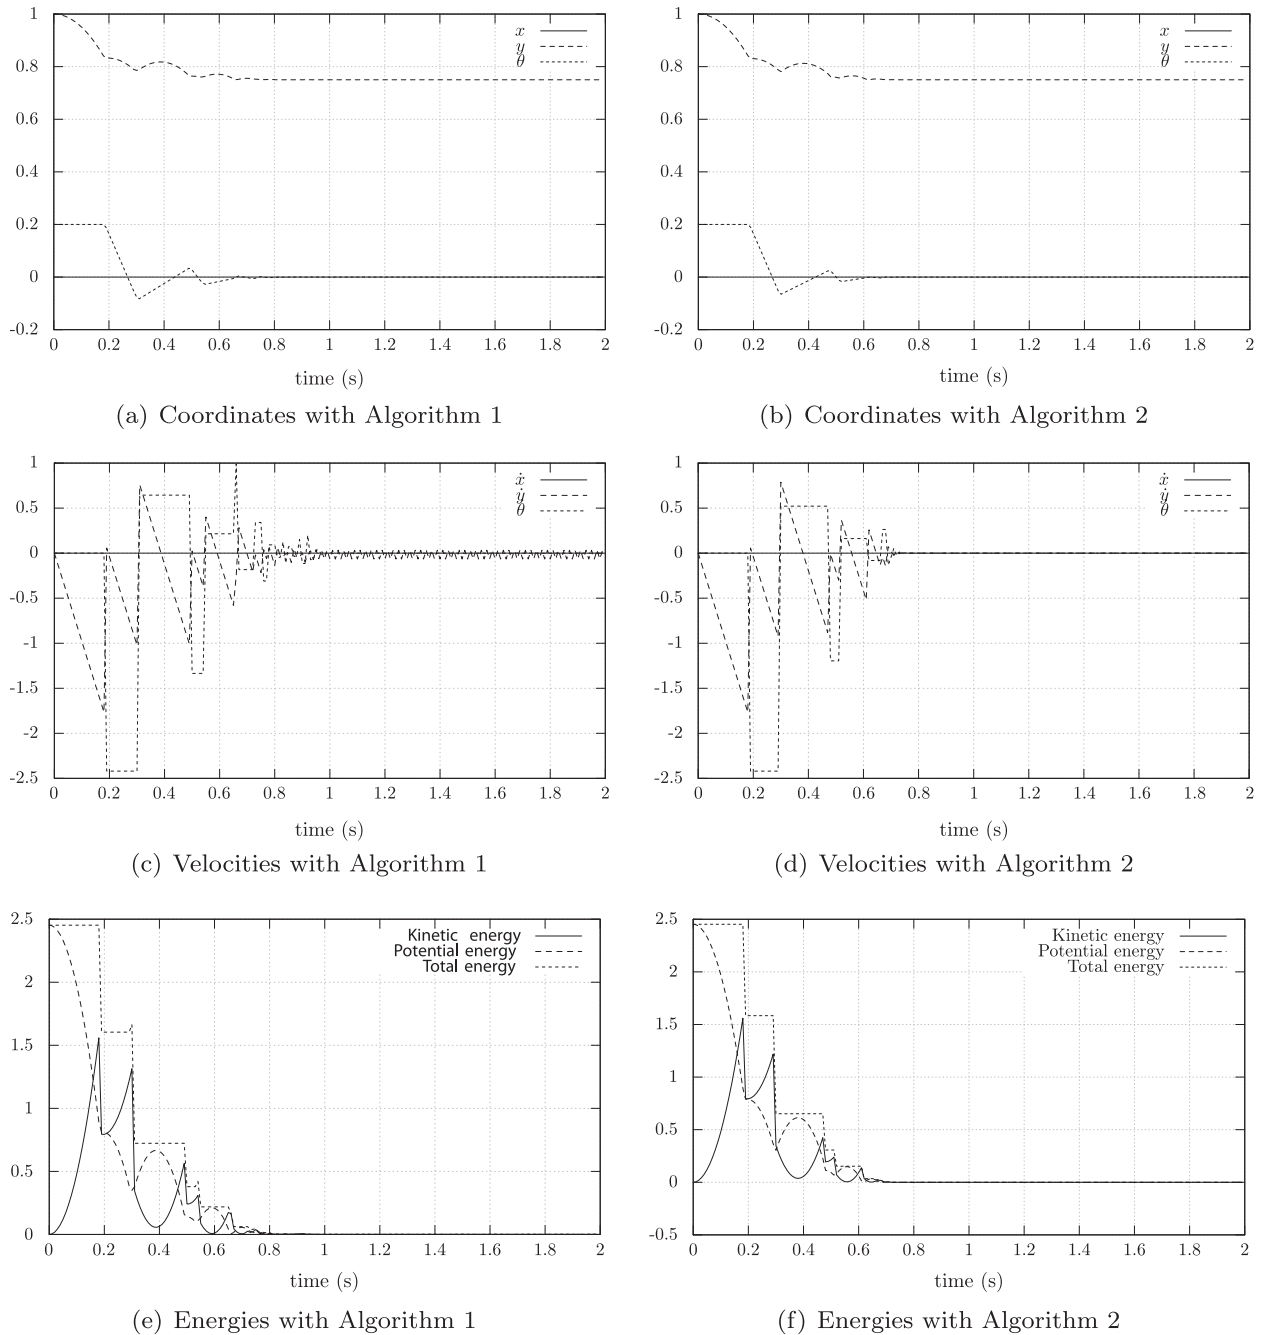 1
0.8
0.6
0.4
0.2
0
-0.2
0 0.2 0.4 0.6 0.8 1 1.2 1.4 1.6 1.8 2
x
y
θ
time (s)
(a) Coordinates with Algorithm 1
1
0.8
0.6
0.4
0.2
0
-0.2
0 0.2 0.4 0.6 0.8 1 1.2 1.4 1.6 1.8 2
x
y
θ
time (s)
(b) Coordinates with Algorithm 2
1
0.5
0
-0.5
-1
-1.5
-2
-2.5
0 0.2 0.4 0.6 0.8 1 1.2 1.4 1.6 1.8 2
ẋ
ẏ
θ̇
time (s)
(c) Velocities with Algorithm 1
1
0.5
0
-0.5
-1
-1.5
-2
-2.5
0 0.2 0.4 0.6 0.8 1 1.2 1.4 1.6 1.8 2
ẋ
ẏ
θ̇
time (s)
(d) Velocities with Algorithm 2
2.5
2
1.5
1
0.5
0
0 0.2 0.4 0.6 0.8 1 1.2 1.4 1.6 1.8 2
Kinetic energy
Potential energy
Total energy
time (s)
(e) Energies with Algorithm 1
2.5
2
1.5
1
0.5
0
-0.5
0 0.2 0.4 0.6 0.8 1 1.2 1.4 1.6 1.8 2
Kinetic energy
Potential energy
Total energy
time (s)
(f) Energies with Algorithm 2